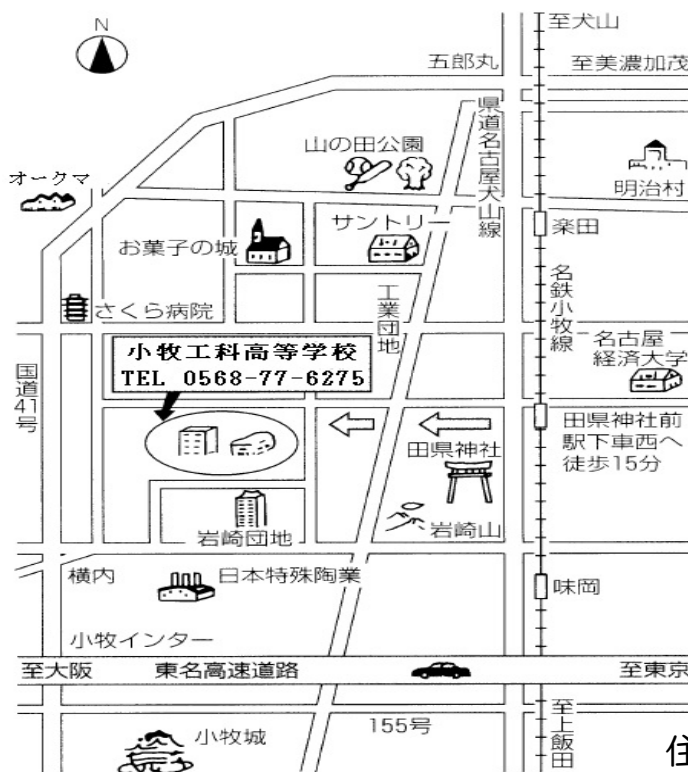 N
至犬山
五郎丸
至美濃加茂
県道名古屋犬山線
山の田公園
オークマ
明治村
サントリー
お菓子の城
楽田
工業団地
名鉄小牧線
さくら病院
名古屋
経済大学
小牧工科高等学校
TEL 0568-77-6275
国道41号
田県神社前
駅下車西へ
徒歩15分
田県神社
岩崎山
岩崎団地
横内
日本特殊陶業
味岡
小牧インター
至大阪
東名高速道路
至東京
155号
至上飯田
小牧城
住